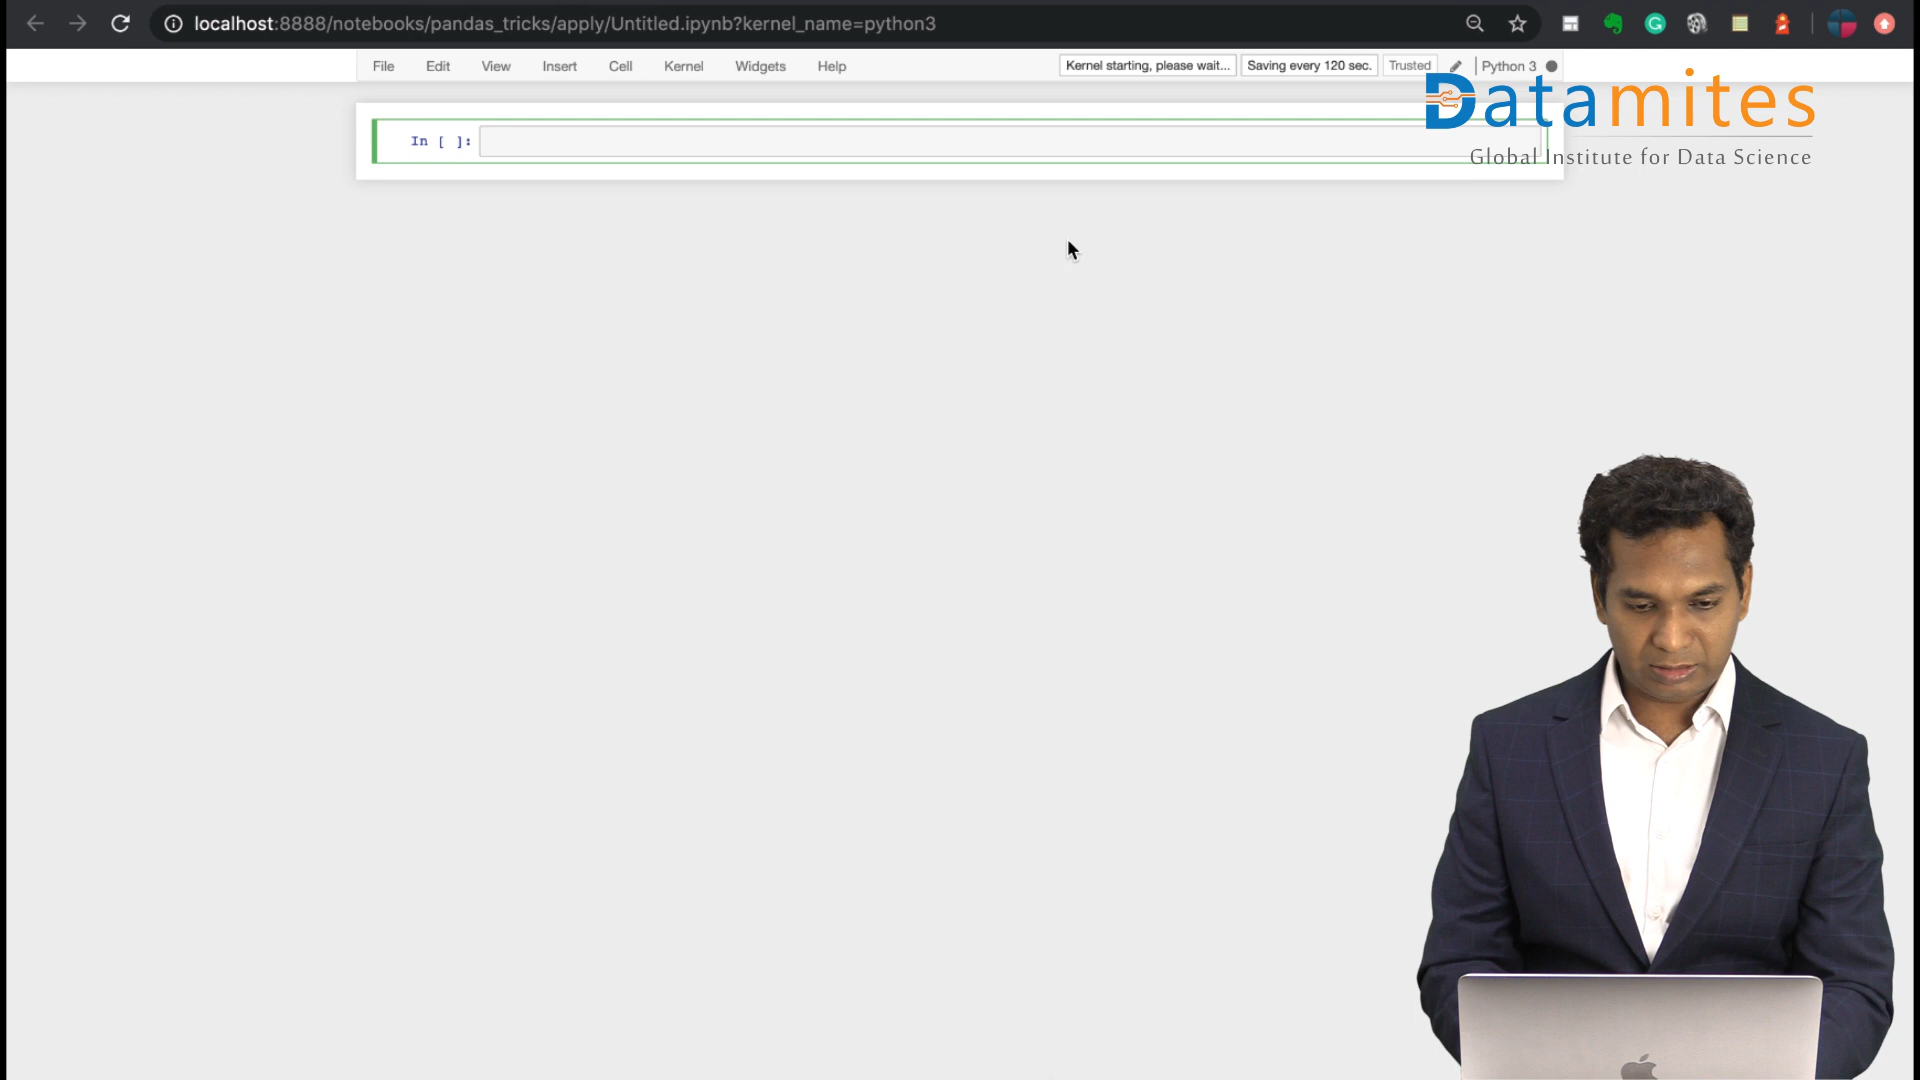 localhost:8888/notebooks/pandas_tricks/apply/Untitled.ipynb?kernel_name=python3
File Edit View Insert Cell Kernel Widgets Help Kernel starting, please wait... Saving every 120 sec. Trusted Python 3
Datamites
Global Institute for Data Science
In [ ]: